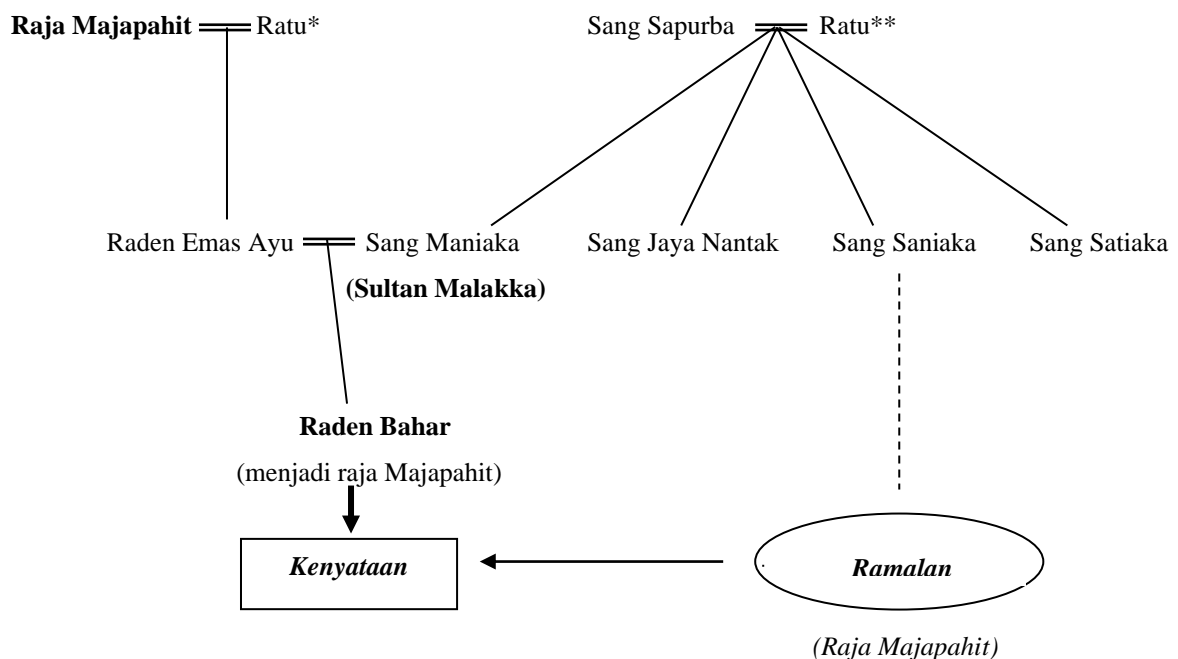 Raja Majapahit Ratu* Sang Sapurba Ratu**
Raden Emas Ayu Sang Maniaka Sang Jaya Nantak Sang Saniaka Sang Satiaka
(Sultan Malakka)
Raden Bahar
(menjadi raja Majapahit)
Kenyataan Ramalan
(Raja Majapahit)